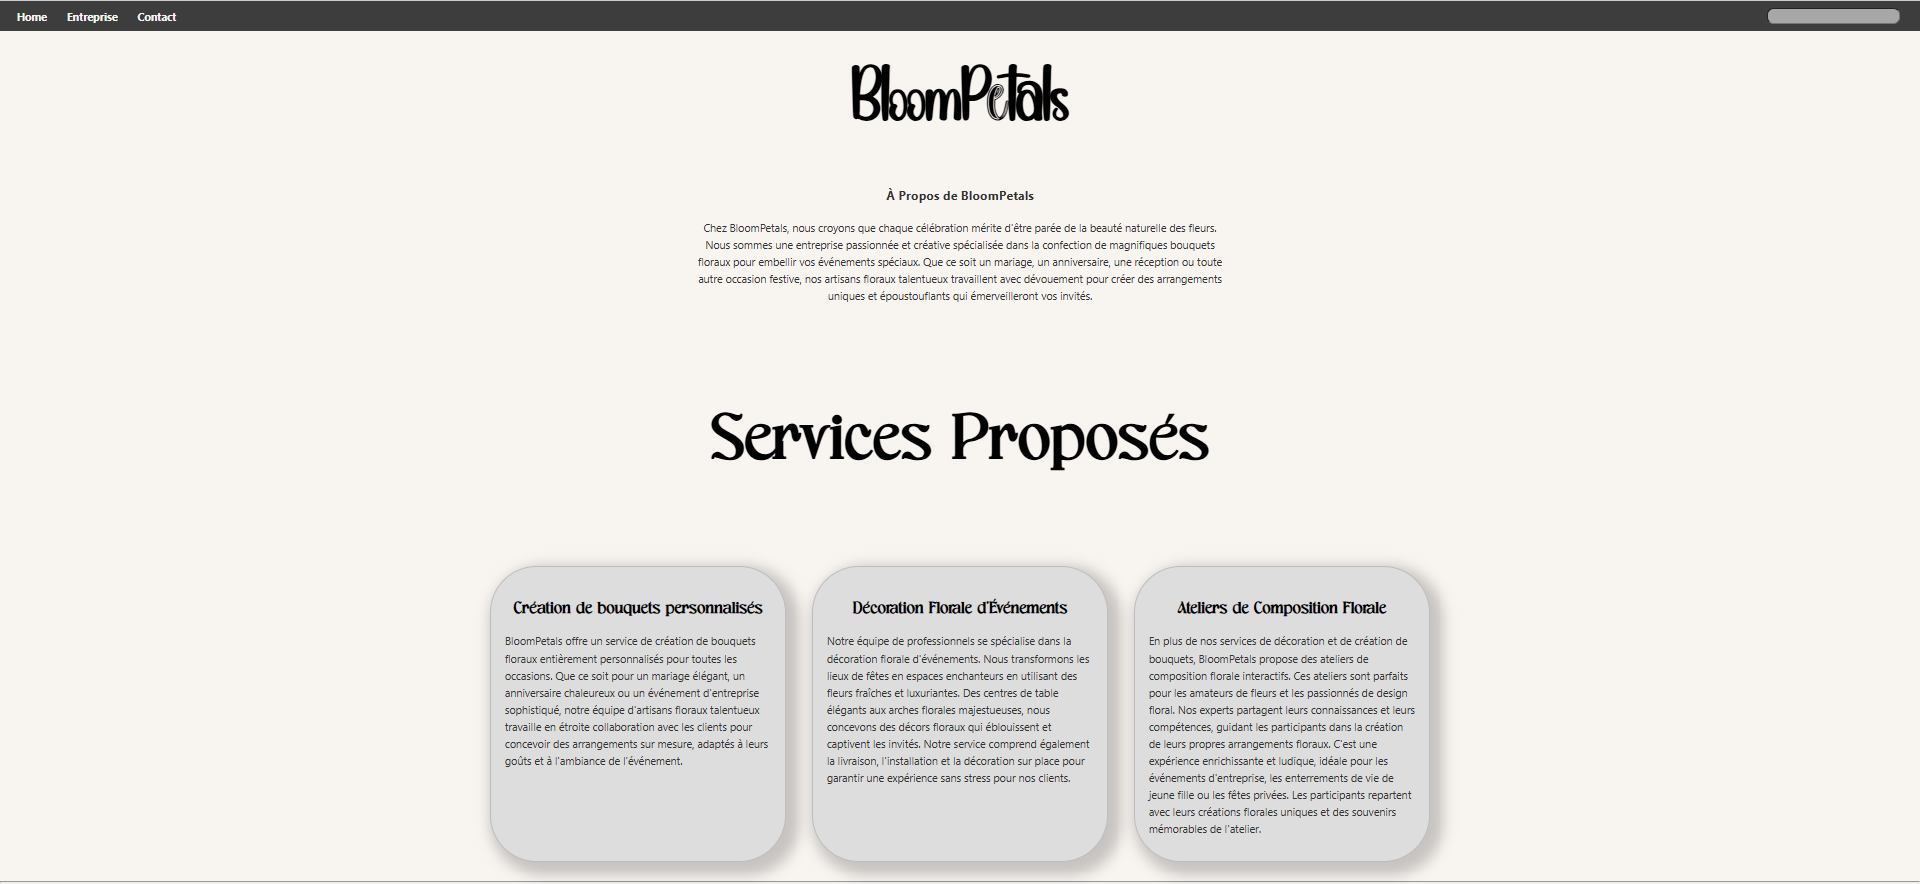 Home Entreprise Contact
BloomPetals
À Propos de BloomPetals
Chez BloomPetals, nous croyons que chaque célébration mérite d'être parée de la beauté naturelle des fleurs.
Nous sommes une entreprise passionnée et créative spécialisée dans la confection de magnifiques bouquets
floraux pour embellir vos événements spéciaux. Que ce soit un mariage, un anniversaire, une réception ou toute
autre occasion festive, nos artisans floraux talentueux travaillent avec dévouement pour créer des arrangements
uniques et époustouflants qui émerveilleront vos invités.
Services Proposés
Création de bouquets personnalisés
BloomPetals offre un service de création de bouquets
floraux entièrement personnalisés pour toutes les
occasions. Que ce soit pour un mariage élégant, un
anniversaire chaleureux ou un événement d'entreprise
sophistiqué, notre équipe d'artisans floraux talentueux
travaille en étroite collaboration avec les clients pour
concevoir des arrangements sur mesure, adaptés à leurs
goûts et à l'ambiance de l'événement.
Décoration Florale d'Événements
Notre équipe de professionnels se spécialise dans la
décoration florale d'événements. Nous transformons les
lieux de fêtes en espaces enchanteurs en utilisant des
fleurs fraîches et luxuriantes. Des centres de table
élégants aux arches florales majestueuses, nous
concevons des décors floraux qui éblouissent et
captivent les invités. Notre service comprend également
la livraison, l'installation et la décoration sur place pour
garantir une expérience sans stress pour nos clients.
Ateliers de Composition Florale
En plus de nos services de décoration et de création de
bouquets, BloomPetals propose des ateliers de
composition florale interactifs. Ces ateliers sont parfaits
pour les amateurs de fleurs et les passionnés de design
floral. Nos experts partagent leurs connaissances et leurs
compétences, guidant les participants dans la création
de leurs propres arrangements floraux. C'est une
expérience enrichissante et ludique, idéale pour les
événements d'entreprise, les enterrements de vie de
jeune fille ou les fêtes privées. Les participants repartent
avec leurs créations florales uniques et des souvenirs
mémorables de l'atelier.